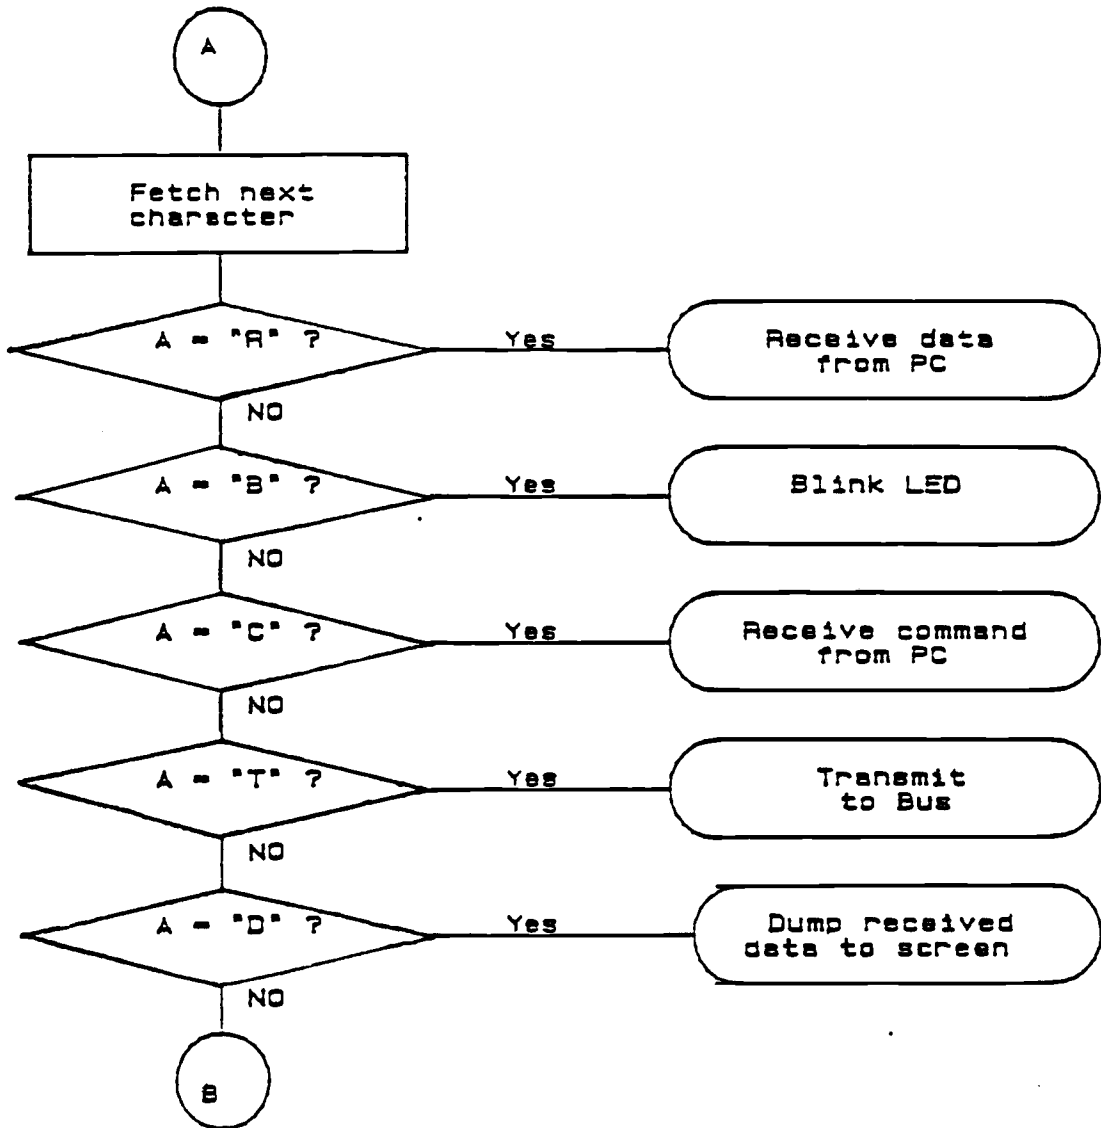 A
Fetch next
character
A = "R" ?
Yes
Receive data
from PC
NO
A = "B" ?
Yes
Blink LED
NO
A = "C" ?
Yes
Receive command
from PC
NO
A = "T" ?
Yes
Transmit
to Bus
NO
A = "D" ?
Yes
Dump received
data to screen
NO
B